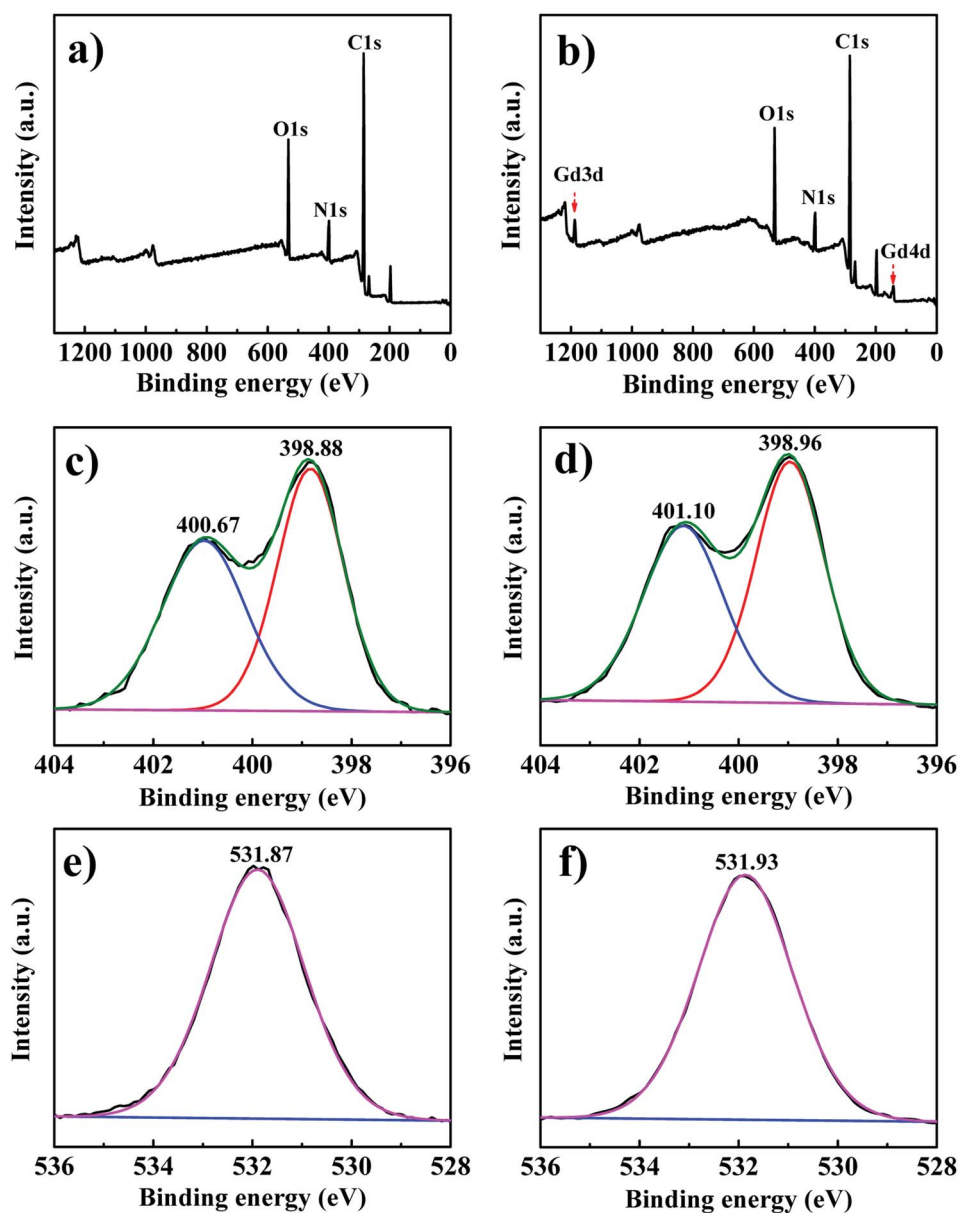 a)
C1s
O1s
N1s
Intensity (a.u.)
1200 1000 800 600 400 200 0
Binding energy (eV)
b)
C1s
O1s
Gd3d
N1s
Gd4d
Intensity (a.u.)
1200 1000 800 600 400 200 0
Binding energy (eV)
c)
398.88
400.67
Intensity (a.u.)
404 402 400 398 396
Binding energy (eV)
d)
398.96
401.10
Intensity (a.u.)
404 402 400 398 396
Binding energy (eV)
e)
531.87
Intensity (a.u.)
536 534 532 530 528
Binding energy (eV)
f)
531.93
Intensity (a.u.)
536 534 532 530 528
Binding energy (eV)